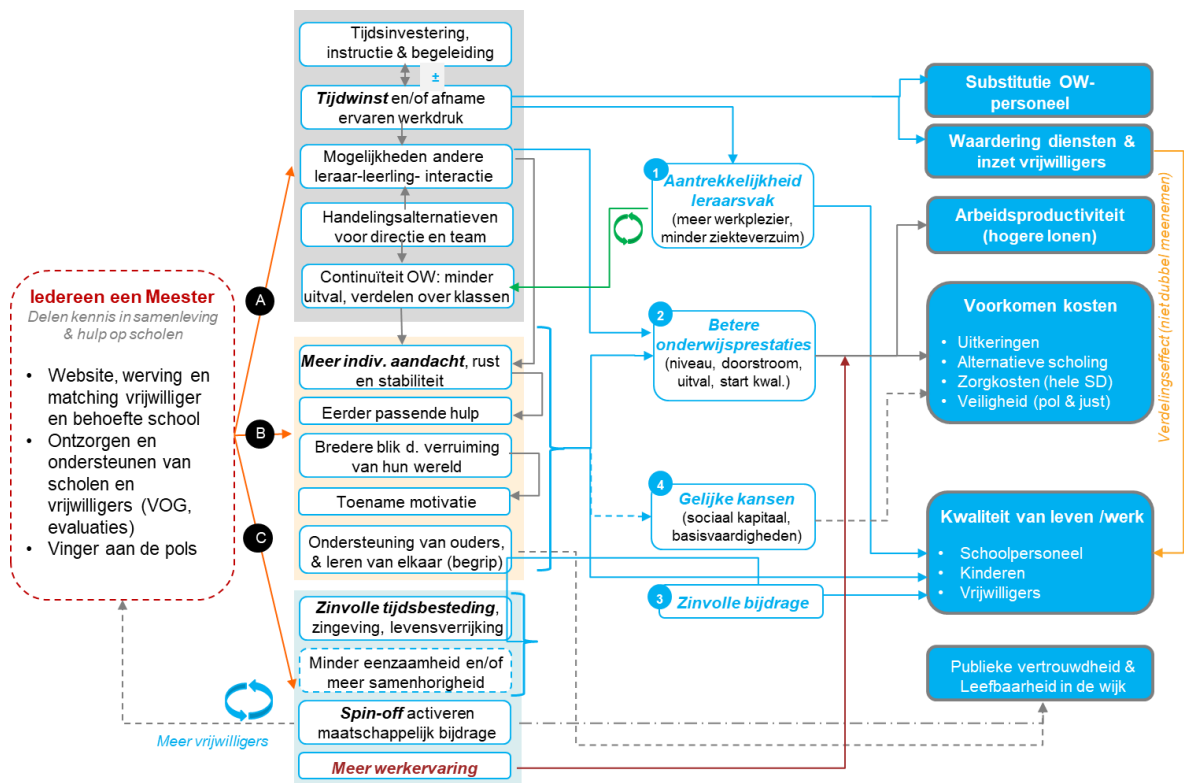 Iedereen een Meester
Delen kennis in samenleving
& hulp op scholen
• Website, werving en
matching vrijwilliger
en behoefte school
• Ontzorgen en
ondersteunen van
scholen en
vrijwilligers (VOG,
evaluaties)
• Vinger aan de pols
Meer vrijwilligers
A
B
C
Tijdsinvestering,
instructie & begeleiding
±
Tijdwinst en/of afname
ervaren werkdruk
Mogelijkheden andere
leraar-leerling- interactie
Handelingsalternatieven
voor directie en team
Continuïteit OW: minder
uitval, verdelen over klassen
Meer indiv. aandacht, rust
en stabiliteit
Eerder passende hulp
Bredere blik d. verruiming
van hun wereld
Toename motivatie
Ondersteuning van ouders,
& leren van elkaar (begrip)
Zinvolle tijdsbesteding,
zingeving, levensverrijking
Minder eenzaamheid en/of
meer samenhorigheid
Spin-off activeren
maatschappelijk bijdrage
Meer werkervaring
1
Aantrekkelijkheid
leraarsvak
(meer werkplezier,
minder ziekteverzuim)
2
Betere
onderwijsprestaties
(niveau, doorstroom,
uitval, start kwal.)
4
Gelijke kansen
(sociaal kapitaal,
basisvaardigheden)
3
Zinvolle bijdrage
Substitutie OW-
personeel
Waardering diensten &
inzet vrijwilligers
Arbeidsproductiviteit
(hogere lonen)
Voorkomen kosten
• Uitkeringen
• Alternatieve scholing
• Zorgkosten (hele SD)
• Veiligheid (pol & just)
Kwaliteit van leven /werk
• Schoolpersoneel
• Kinderen
• Vrijwilligers
Publieke vertrouwdheid &
Leefbaarheid in de wijk
Verdelingseffect (niet dubbel meenemen)